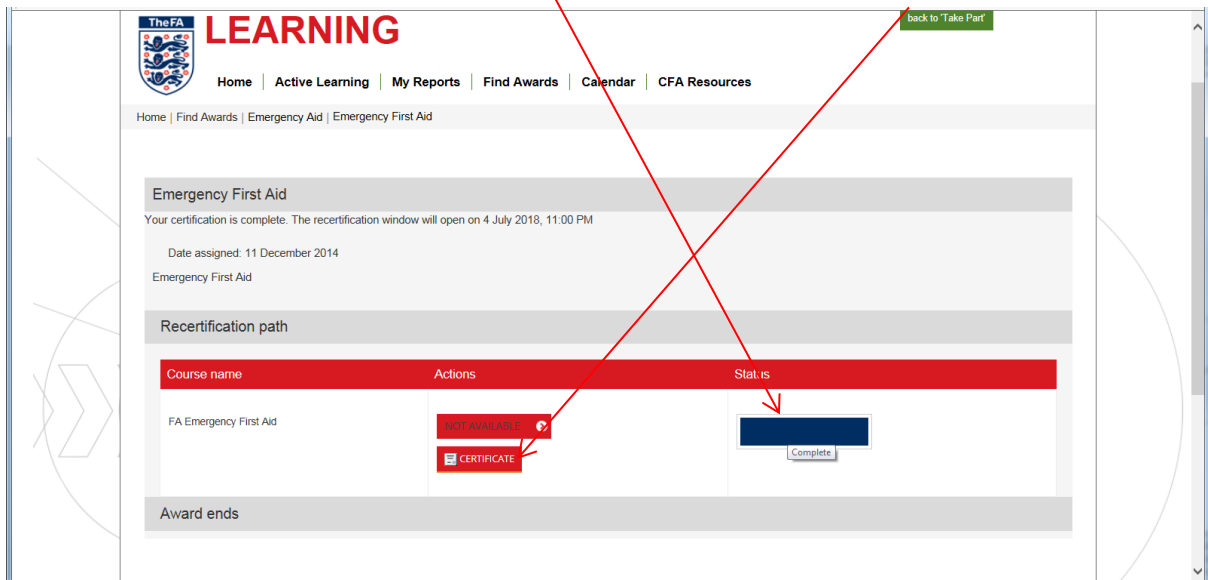 TheFA
LEARNING
back to 'Take Part'
Home | Active Learning | My Reports | Find Awards | Calendar | CFA Resources
Home | Find Awards | Emergency Aid | Emergency First Aid
Emergency First Aid
Your certification is complete. The recertification window will open on 4 July 2018, 11:00 PM
Date assigned: 11 December 2014
Emergency First Aid
Recertification path
Course name Actions Status
FA Emergency First Aid
NOT AVAILABLE
CERTIFICATE
Complete
Award ends